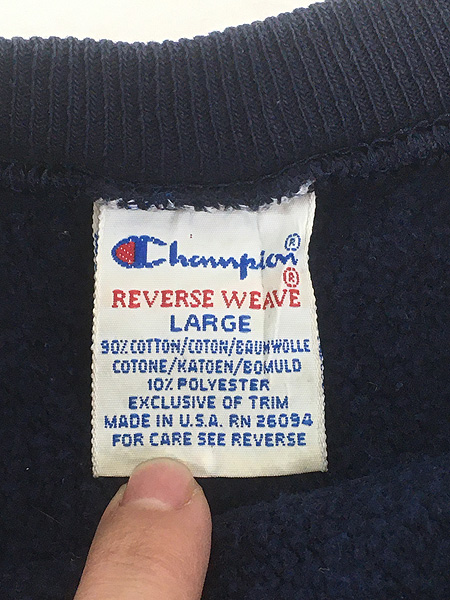 Champion®
REVERSE WEAVE®
LARGE
90% COTTON/COTON/BAUMWOLLE
COTONE/KATOEN/BOMULD
10% POLYESTER
EXCLUSIVE OF TRIM
MADE IN U.S.A. RN 26094
FOR CARE SEE REVERSE